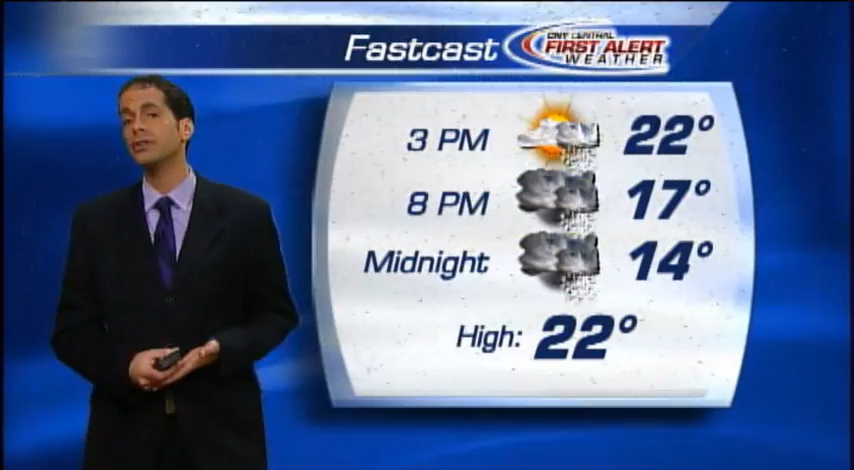 Fastcast
CNY CENTRAL
FIRST ALERT
WEATHER
3 PM 22°
8 PM 17°
Midnight 14°
High: 22°